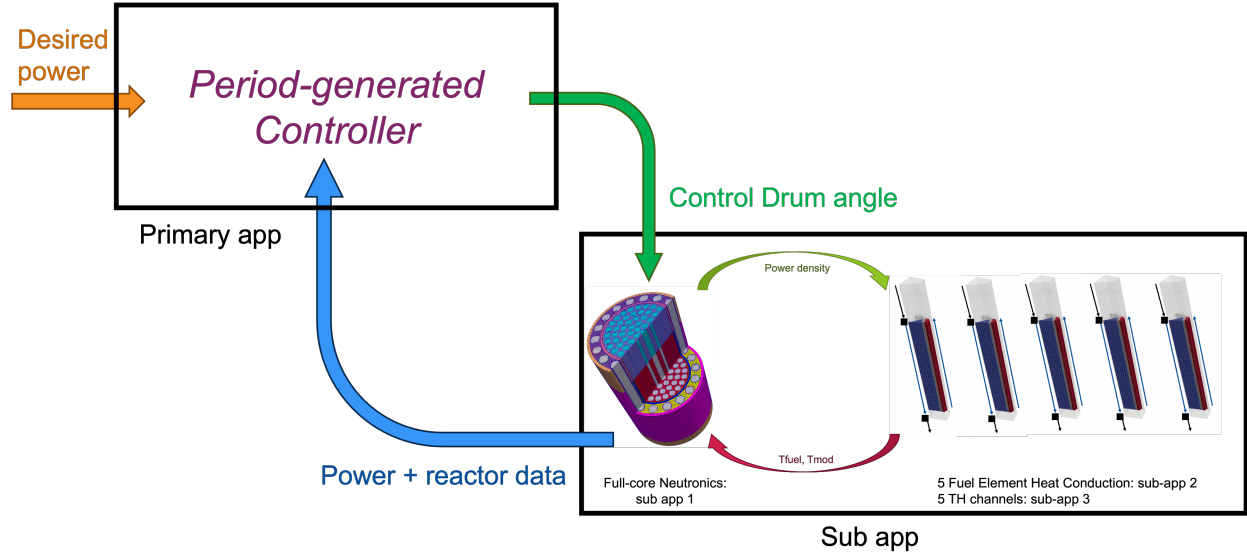 Desired
power
Period-generated
Controller
Primary app
Control Drum angle
Power density
Tfuel, Tmod
Power + reactor data
Full-core Neutronics:
sub app 1
5 Fuel Element Heat Conduction: sub-app 2
5 TH channels: sub-app 3
Sub app